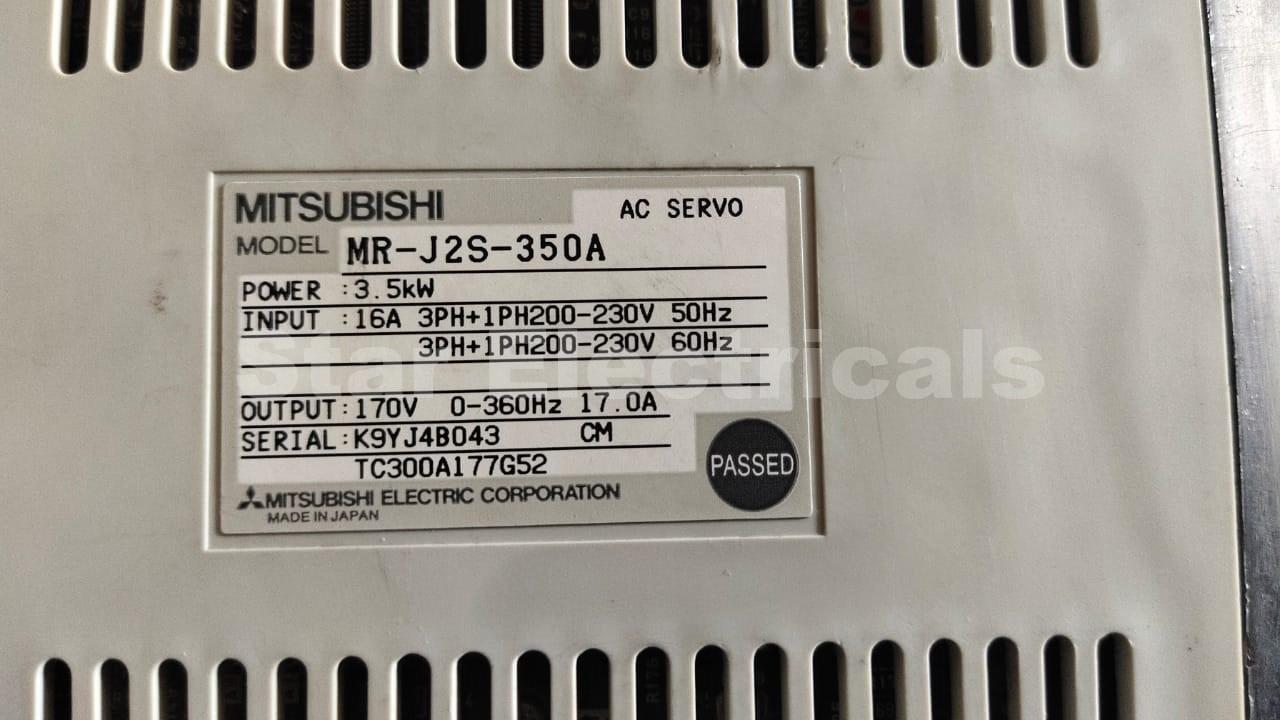 MITSUBISHI
AC SERVO
MODEL MR-J2S-350A
POWER :3.5kW
INPUT :16A 3PH+1PH200-230V 50Hz
3PH+1PH200-230V 60Hz
Star Electricals
OUTPUT:170V 0-360Hz 17.0A
SERIAL:K9YJ4B043 CM
TC300A177G52
PASSED
MITSUBISHI ELECTRIC CORPORATION
MADE IN JAPAN